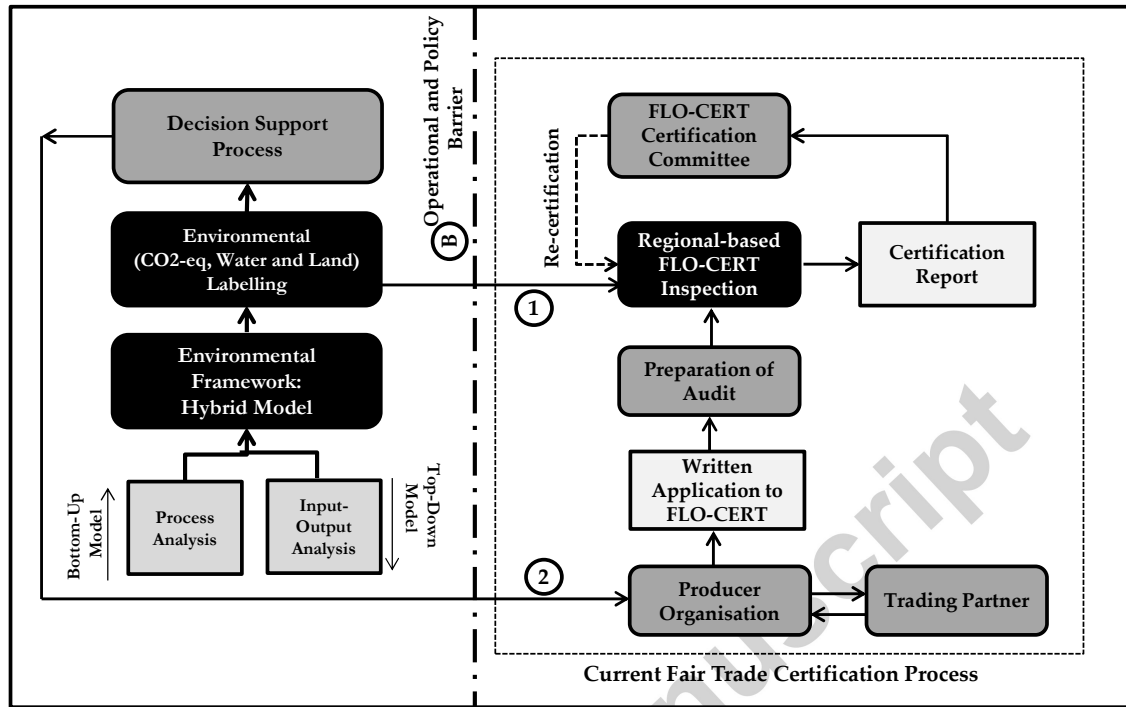 Decision Support
Process
Environmental
(CO2-eq, Water and Land)
Labelling
Environmental
Framework:
Hybrid Model
Bottom-Up
Model
Process
Analysis
Input-
Output
Analysis
Top-Down
Model
Operational and Policy
Barrier
B
1
2
FLO-CERT
Certification
Committee
Re-certification
Regional-based
FLO-CERT
Inspection
Certification
Report
Preparation of
Audit
Written
Application to
FLO-CERT
Producer
Organisation
Trading Partner
Current Fair Trade Certification Process
nuscript